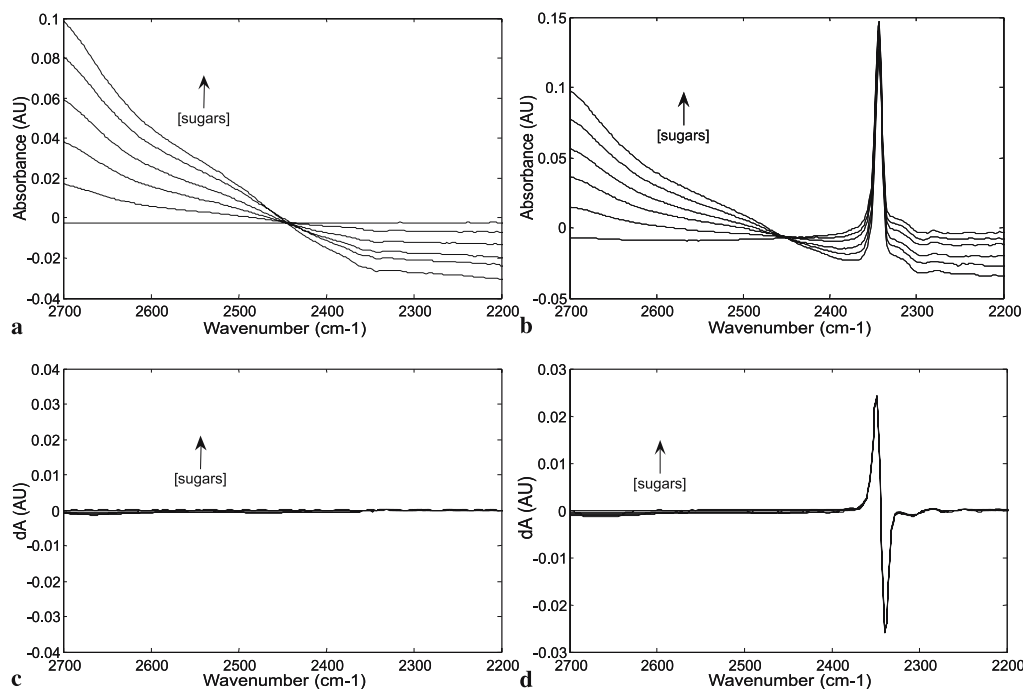 0.1
0.08
0.06
0.04
0.02
0
-0.02
-0.04
Absorbance (AU)
[sugars]
2700 2600 2500 2400 2300 2200
Wavenumber (cm-1)
a
0.15
0.1
0.05
0
-0.05
Absorbance (AU)
[sugars]
2700 2600 2500 2400 2300 2200
Wavenumber (cm-1)
b
0.04
0.03
0.02
0.01
0
-0.01
-0.02
-0.03
-0.04
dA (AU)
[sugars]
2700 2600 2500 2400 2300 2200
Wavenumber (cm-1)
c
0.03
0.02
0.01
0
-0.01
-0.02
-0.03
dA (AU)
[sugars]
2700 2600 2500 2400 2300 2200
Wavenumber (cm-1)
d